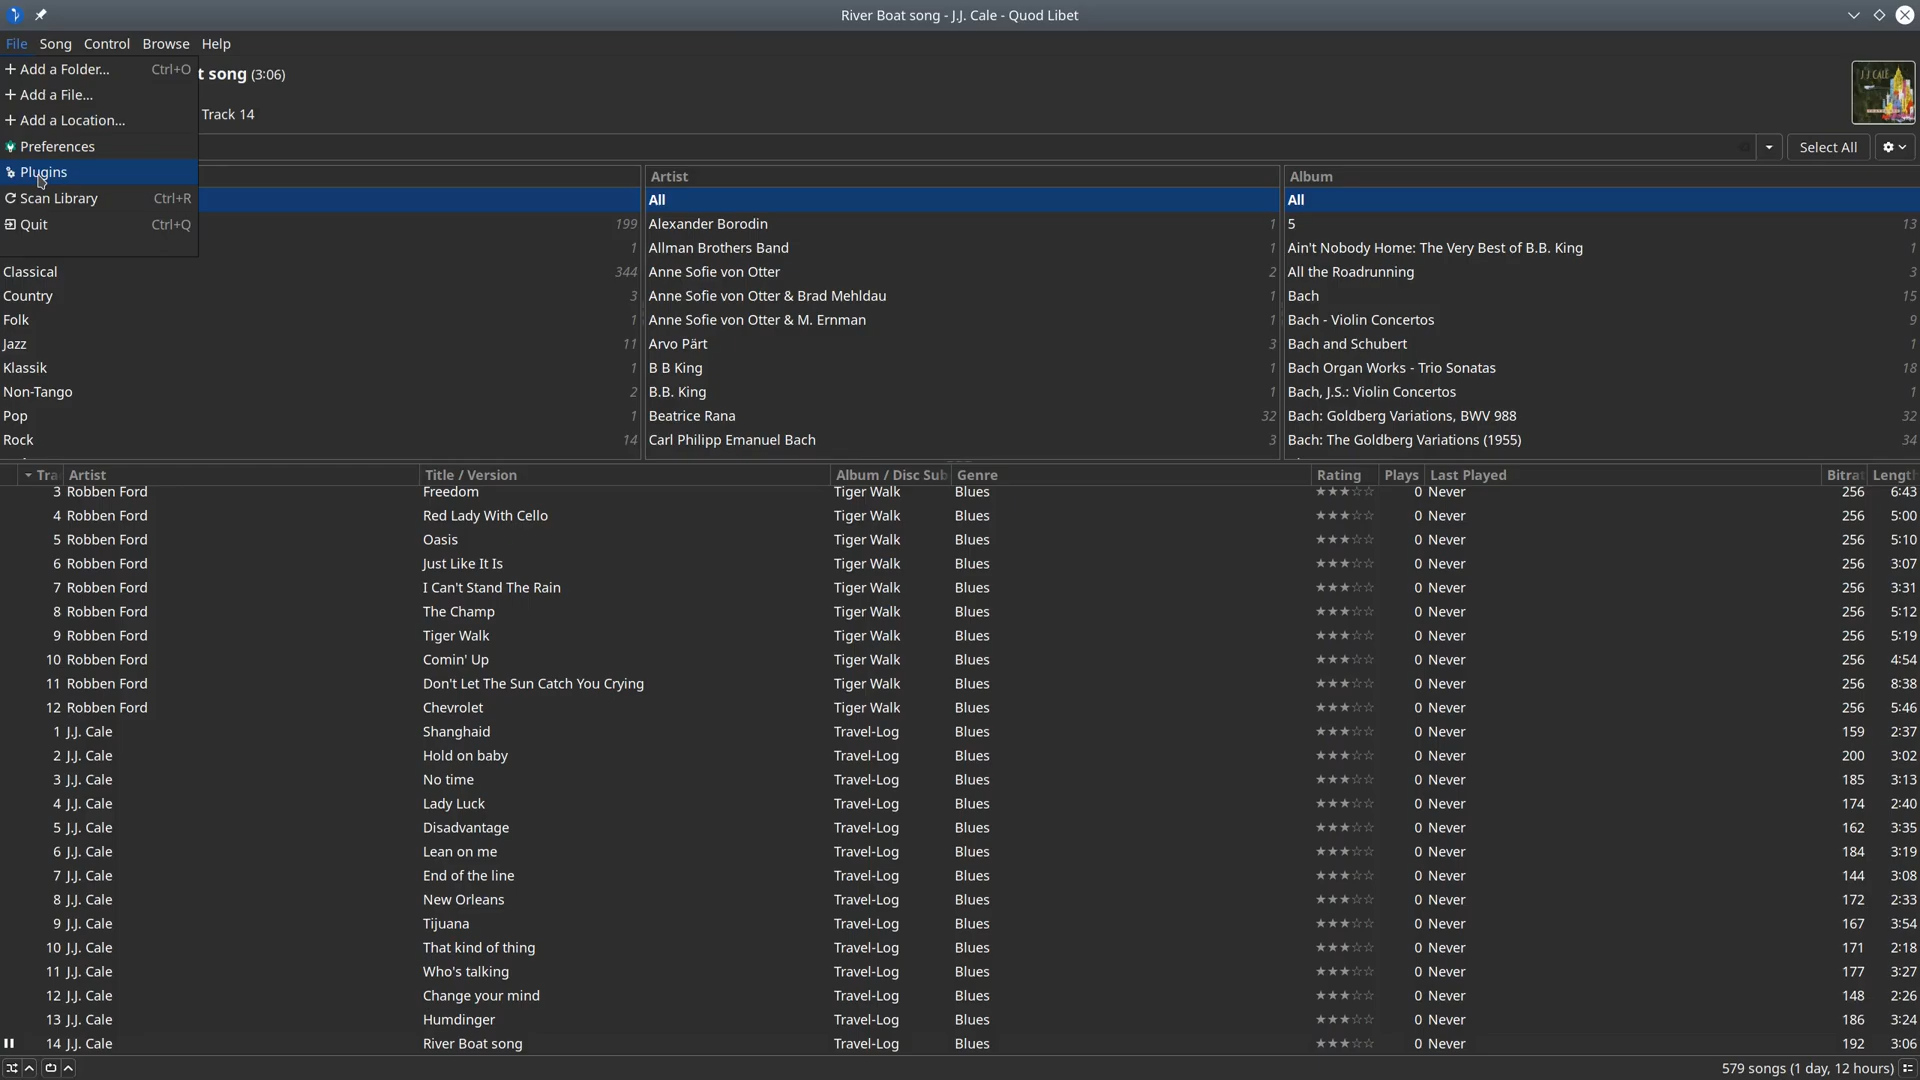 River Boat song - J.J. Cale - Quod Libet
File Song Control Browse Help
+ Add a Folder... Ctrl+O
t song (3:06)
+ Add a File...
Track 14
+ Add a Location...
Preferences
Select All
Plugins
Artist Album
Scan Library Ctrl+R
All All
Quit Ctrl+Q
199 Alexander Borodin 1 5 13
1 Allman Brothers Band 1 Ain't Nobody Home: The Very Best of B.B. King 1
Classical 344 Anne Sofie von Otter 2 All the Roadrunning 3
Country 3 Anne Sofie von Otter & Brad Mehldau 1 Bach 15
Folk 1 Anne Sofie von Otter & M. Ernman 1 Bach - Violin Concertos 9
Jazz 11 Arvo Pärt 3 Bach and Schubert 1
Klassik 1 B B King 1 Bach Organ Works - Trio Sonatas 18
Non-Tango 2 B.B. King 1 Bach, J.S.: Violin Concertos 1
Pop 1 Beatrice Rana 32 Bach: Goldberg Variations, BWV 988 32
Rock 14 Carl Philipp Emanuel Bach 3 Bach: The Goldberg Variations (1955) 34
Tra Artist Title / Version Album / Disc Sub Genre Rating Plays Last Played Bitra Lengt
3 Robben Ford Freedom Tiger Walk Blues ★★★☆☆ 0 Never 256 6:43
4 Robben Ford Red Lady With Cello Tiger Walk Blues ★★★☆☆ 0 Never 256 5:00
5 Robben Ford Oasis Tiger Walk Blues ★★★☆☆ 0 Never 256 5:10
6 Robben Ford Just Like It Is Tiger Walk Blues ★★★☆☆ 0 Never 256 3:07
7 Robben Ford I Can't Stand The Rain Tiger Walk Blues ★★★☆☆ 0 Never 256 3:31
8 Robben Ford The Champ Tiger Walk Blues ★★★☆☆ 0 Never 256 5:12
9 Robben Ford Tiger Walk Tiger Walk Blues ★★★☆☆ 0 Never 256 5:19
10 Robben Ford Comin' Up Tiger Walk Blues ★★★☆☆ 0 Never 256 4:54
11 Robben Ford Don't Let The Sun Catch You Crying Tiger Walk Blues ★★★☆☆ 0 Never 256 8:38
12 Robben Ford Chevrolet Tiger Walk Blues ★★★☆☆ 0 Never 256 5:46
1 J.J. Cale Shanghaid Travel-Log Blues ★★★☆☆ 0 Never 159 2:37
2 J.J. Cale Hold on baby Travel-Log Blues ★★★☆☆ 0 Never 200 3:02
3 J.J. Cale No time Travel-Log Blues ★★★☆☆ 0 Never 185 3:13
4 J.J. Cale Lady Luck Travel-Log Blues ★★★☆☆ 0 Never 174 2:40
5 J.J. Cale Disadvantage Travel-Log Blues ★★★☆☆ 0 Never 162 3:35
6 J.J. Cale Lean on me Travel-Log Blues ★★★☆☆ 0 Never 184 3:19
7 J.J. Cale End of the line Travel-Log Blues ★★★☆☆ 0 Never 144 3:08
8 J.J. Cale New Orleans Travel-Log Blues ★★★☆☆ 0 Never 172 2:33
9 J.J. Cale Tijuana Travel-Log Blues ★★★☆☆ 0 Never 167 3:54
10 J.J. Cale That kind of thing Travel-Log Blues ★★★☆☆ 0 Never 171 2:18
11 J.J. Cale Who's talking Travel-Log Blues ★★★☆☆ 0 Never 177 3:27
12 J.J. Cale Change your mind Travel-Log Blues ★★★☆☆ 0 Never 148 2:26
13 J.J. Cale Humdinger Travel-Log Blues ★★★☆☆ 0 Never 186 3:24
14 J.J. Cale River Boat song Travel-Log Blues ★★★☆☆ 0 Never 192 3:06
579 songs (1 day, 12 hours)